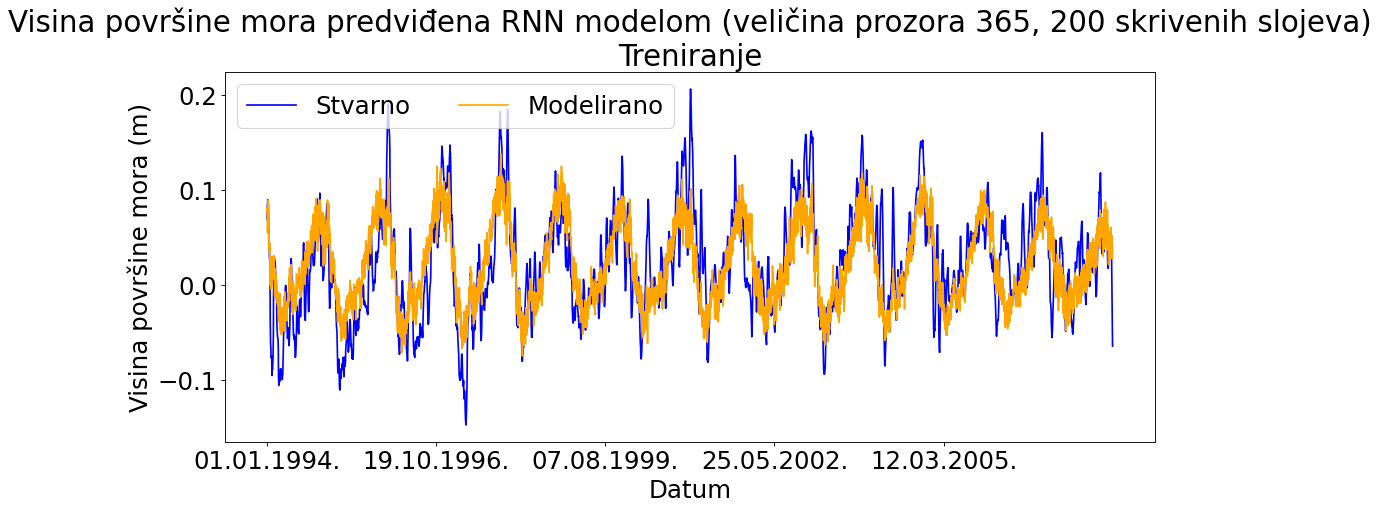 Visina površine mora predviđena RNN modelom (veličina prozora 365, 200 skrivenih slojeva)
Treniranje
Stvarno Modelirano
Visina površine mora (m)
0.2
0.1
0.0
−0.1
01.01.1994. 19.10.1996. 07.08.1999. 25.05.2002. 12.03.2005.
Datum